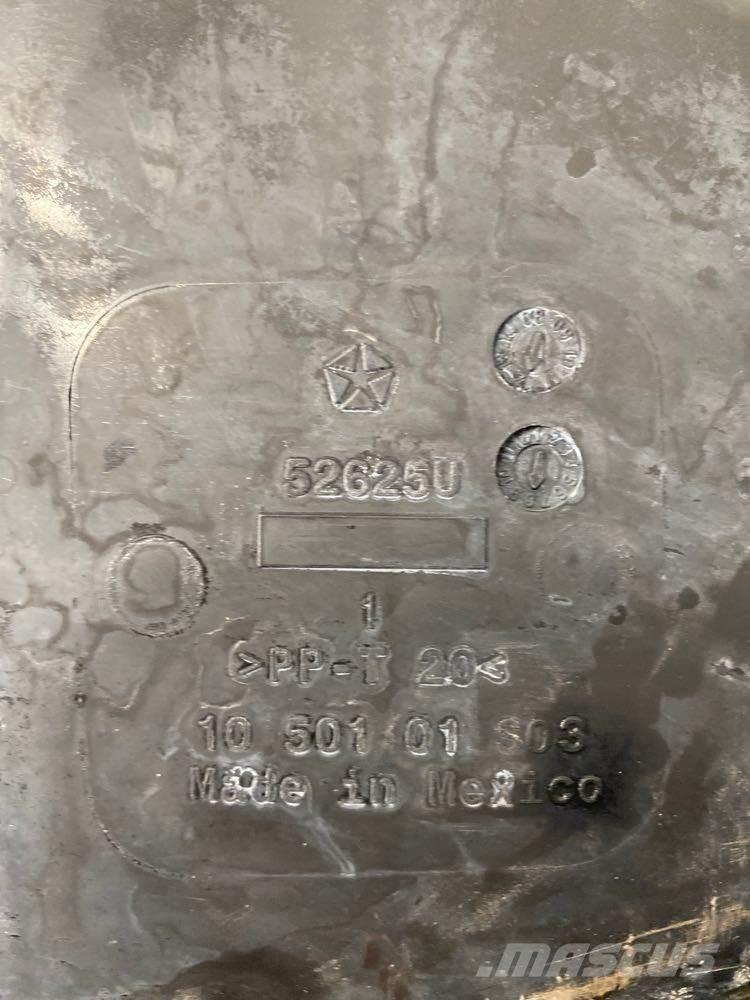 52625U
1
>PP-T 20<
10 501 01 S03
Made in Mexico
MASCUS